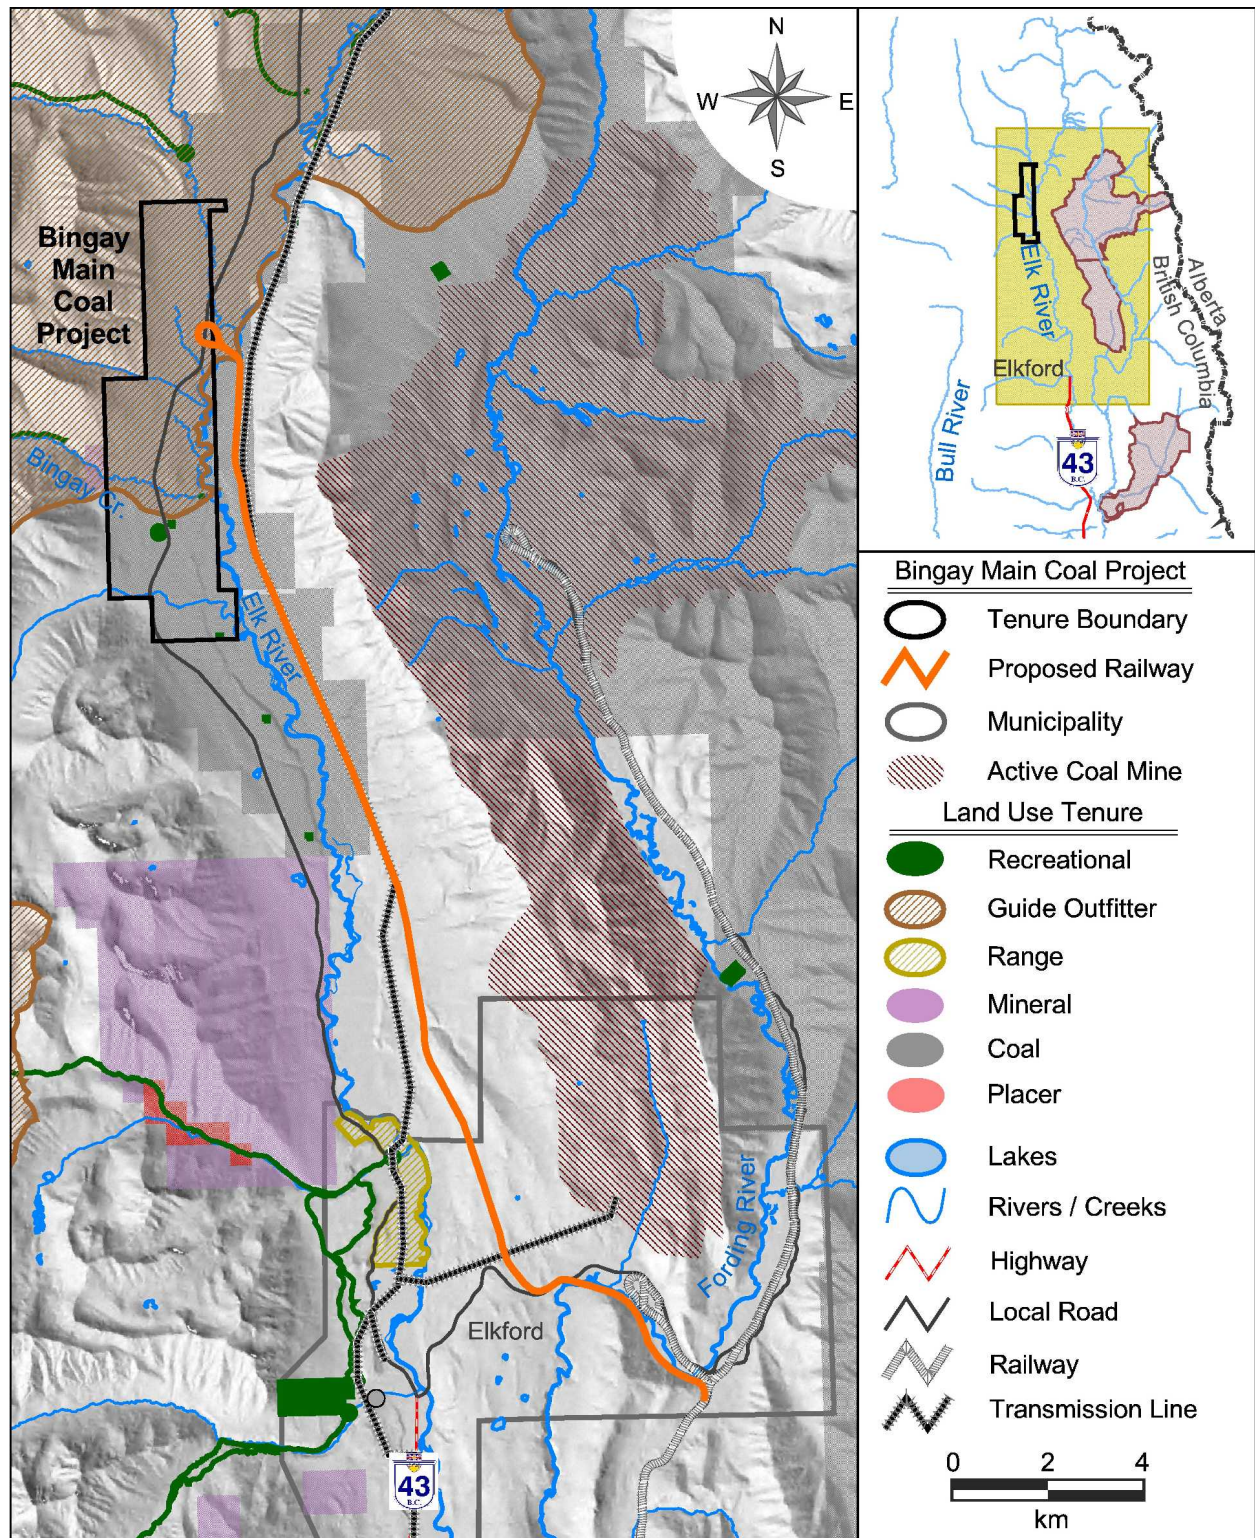 N
W
E
S
Bingay
Main
Coal
Project
Bingay Cr.
Elk River
Fording River
Elkford
43
B.C.
Elk River
Alberta
British Columbia
Elkford
Bull River
43
B.C.
Bingay Main Coal Project
Tenure Boundary
Proposed Railway
Municipality
Active Coal Mine
Land Use Tenure
Recreational
Guide Outfitter
Range
Mineral
Coal
Placer
Lakes
Rivers / Creeks
Highway
Local Road
Railway
Transmission Line
0
2
4
km